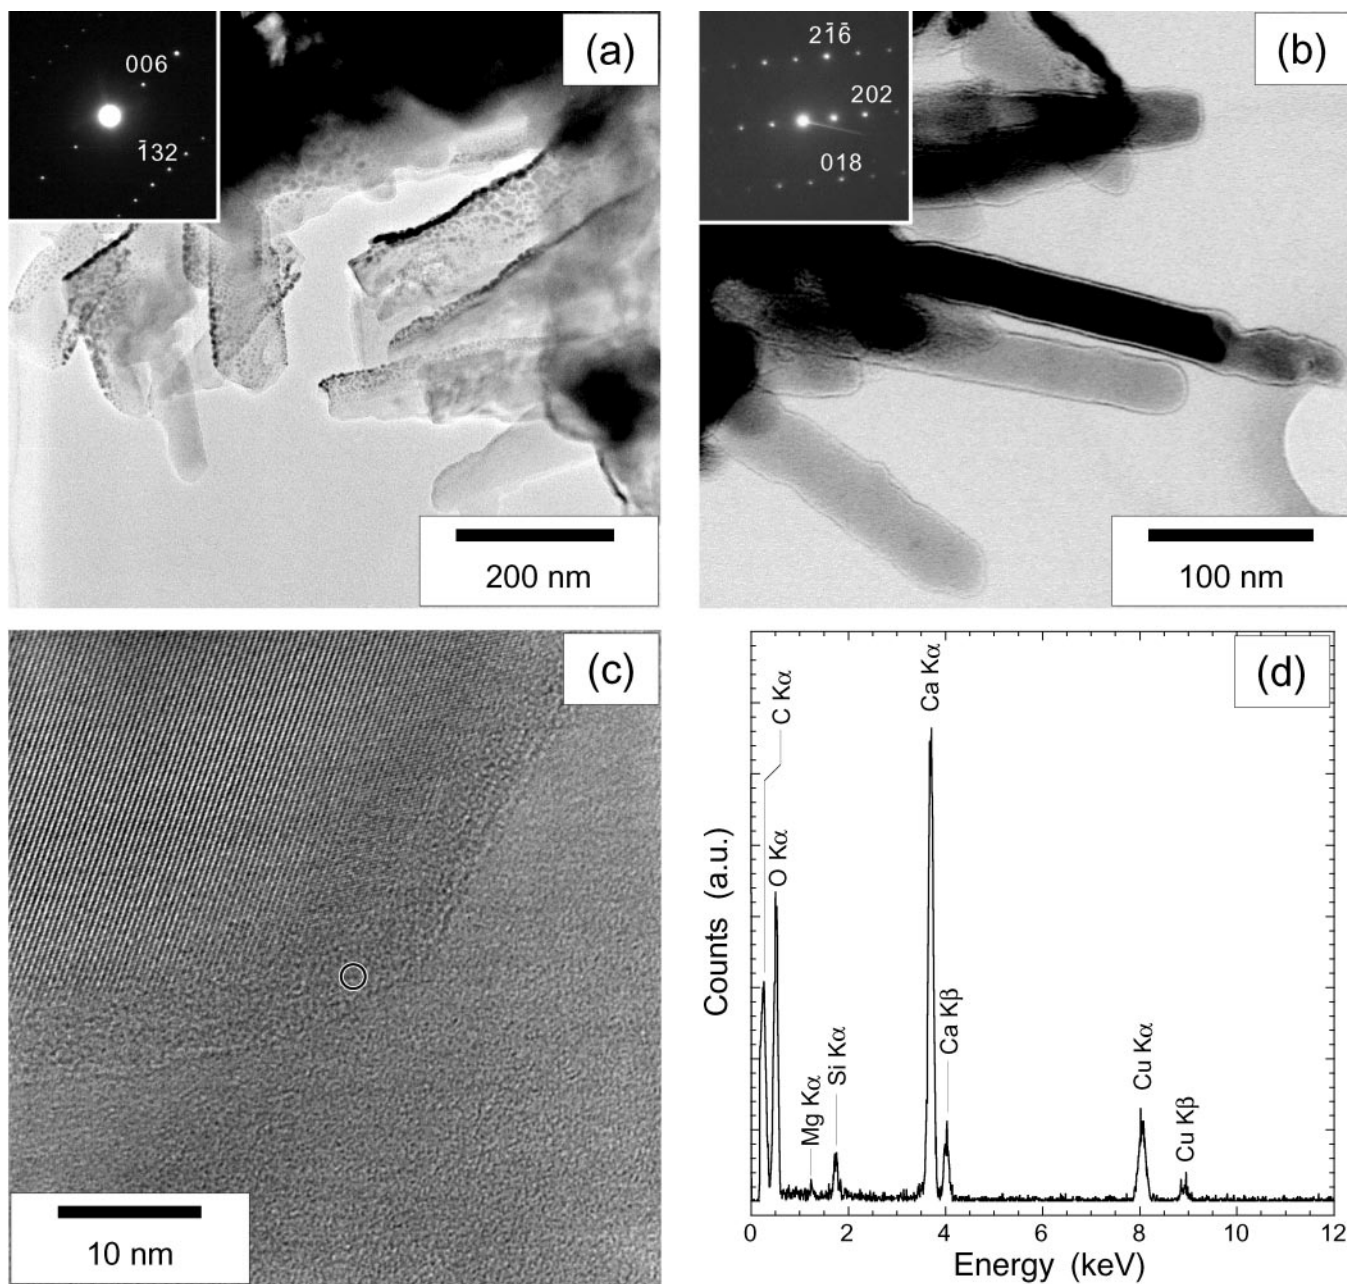 (a)
006
1̄32
200 nm
(b)
21̄6̄
202
018
100 nm
(c)
10 nm
(d)
Counts (a.u.)
C Kα
O Kα
Mg Kα
Si Kα
Ca Kα
Ca Kβ
Cu Kα
Cu Kβ
0 2 4 6 8 10 12
Energy (keV)